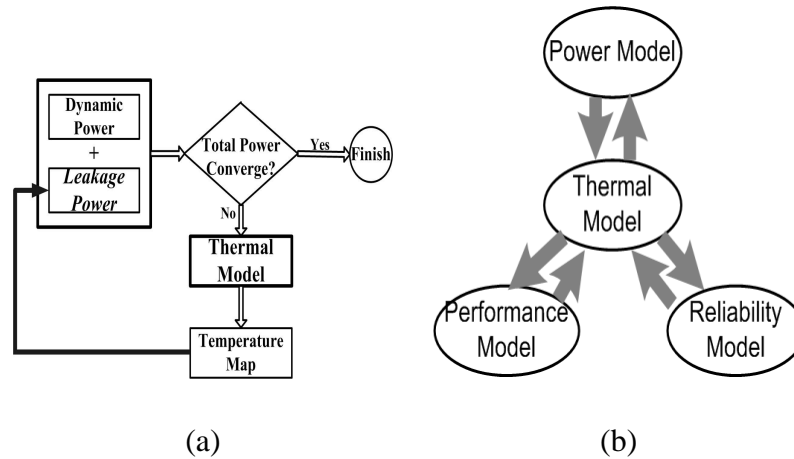 Dynamic
Power
+
Leakage
Power
Total Power
Converge?
Yes
Finish
No
Thermal
Model
Temperature
Map
(a)
Power Model
Thermal
Model
Performance
Model
Reliability
Model
(b)